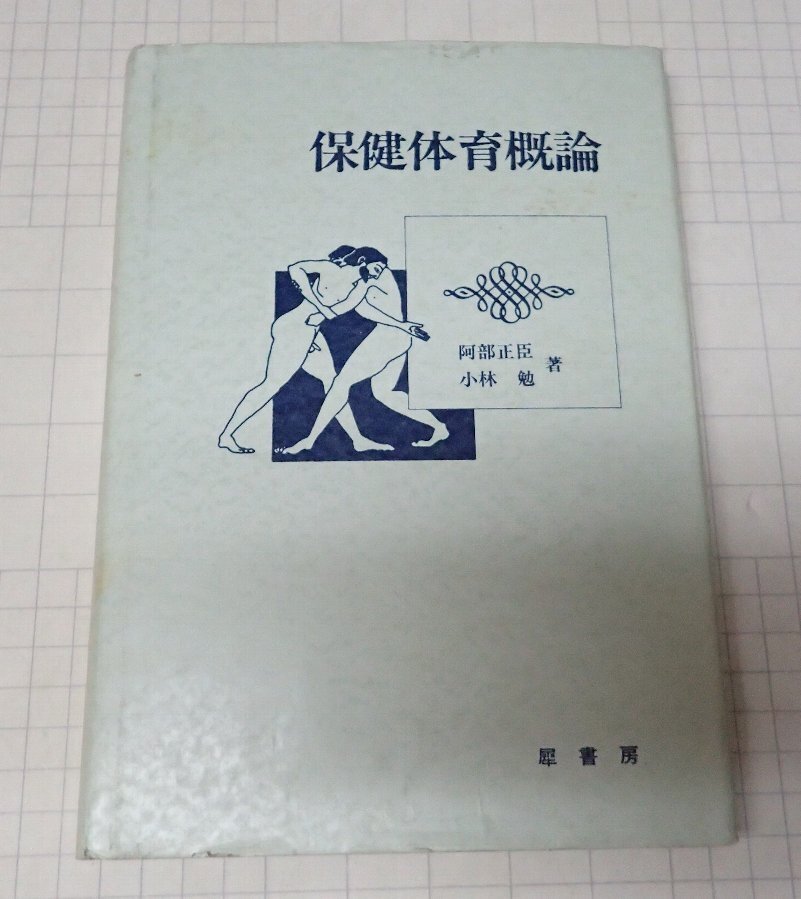 保健体育概論
阿部正臣
小林 勉
著
犀書房